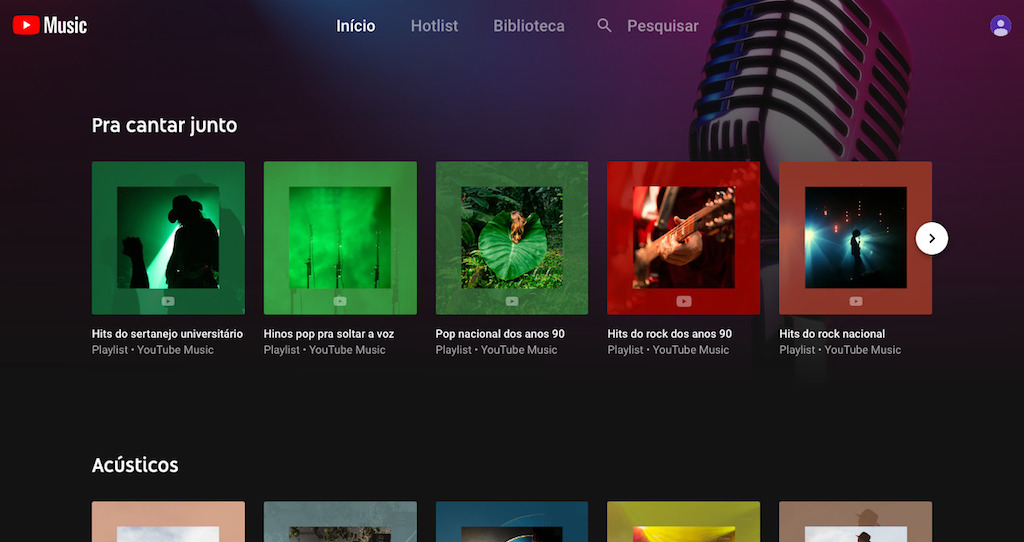 Music
Início
Hotlist
Biblioteca
Pesquisar
Pra cantar junto
Hits do sertanejo universitário
Playlist • YouTube Music
Hinos pop pra soltar a voz
Playlist • YouTube Music
Pop nacional dos anos 90
Playlist • YouTube Music
Hits do rock dos anos 90
Playlist • YouTube Music
Hits do rock nacional
Playlist • YouTube Music
Acústicos